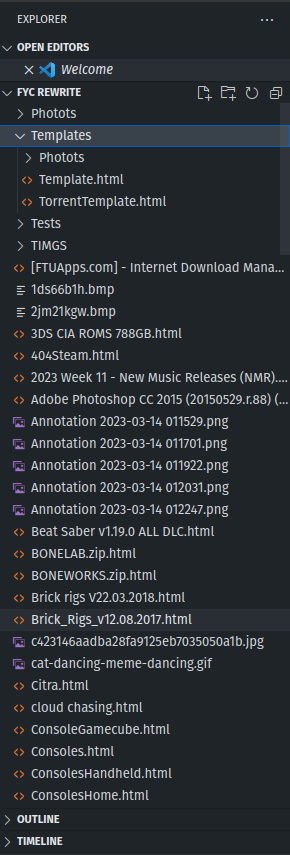 EXPLORER
OPEN EDITORS
Welcome
FYC REWRITE
Photots
Templates
Photots
Template.html
TorrentTemplate.html
Tests
TIMGS
[FTUApps.com] - Internet Download Mana...
1ds66b1h.bmp
2jm21kgw.bmp
3DS CIA ROMS 788GB.html
404Steam.html
2023 Week 11 - New Music Releases (NMR)....
Adobe Photoshop CC 2015 (20150529.r.88) (...
Annotation 2023-03-14 011529.png
Annotation 2023-03-14 011701.png
Annotation 2023-03-14 011922.png
Annotation 2023-03-14 012031.png
Annotation 2023-03-14 012247.png
Beat Saber v1.19.0 ALL DLC.html
BONELAB.zip.html
BONEWORKS.zip.html
Brick rigs V22.03.2018.html
Brick_Rigs_v12.08.2017.html
c423146aadba28fa9125eb7035050a1b.jpg
cat-dancing-meme-dancing.gif
Citra.html
cloud chasing.html
ConsoleGamecube.html
Consoles.html
ConsolesHandheld.html
ConsolesHome.html
OUTLINE
TIMELINE